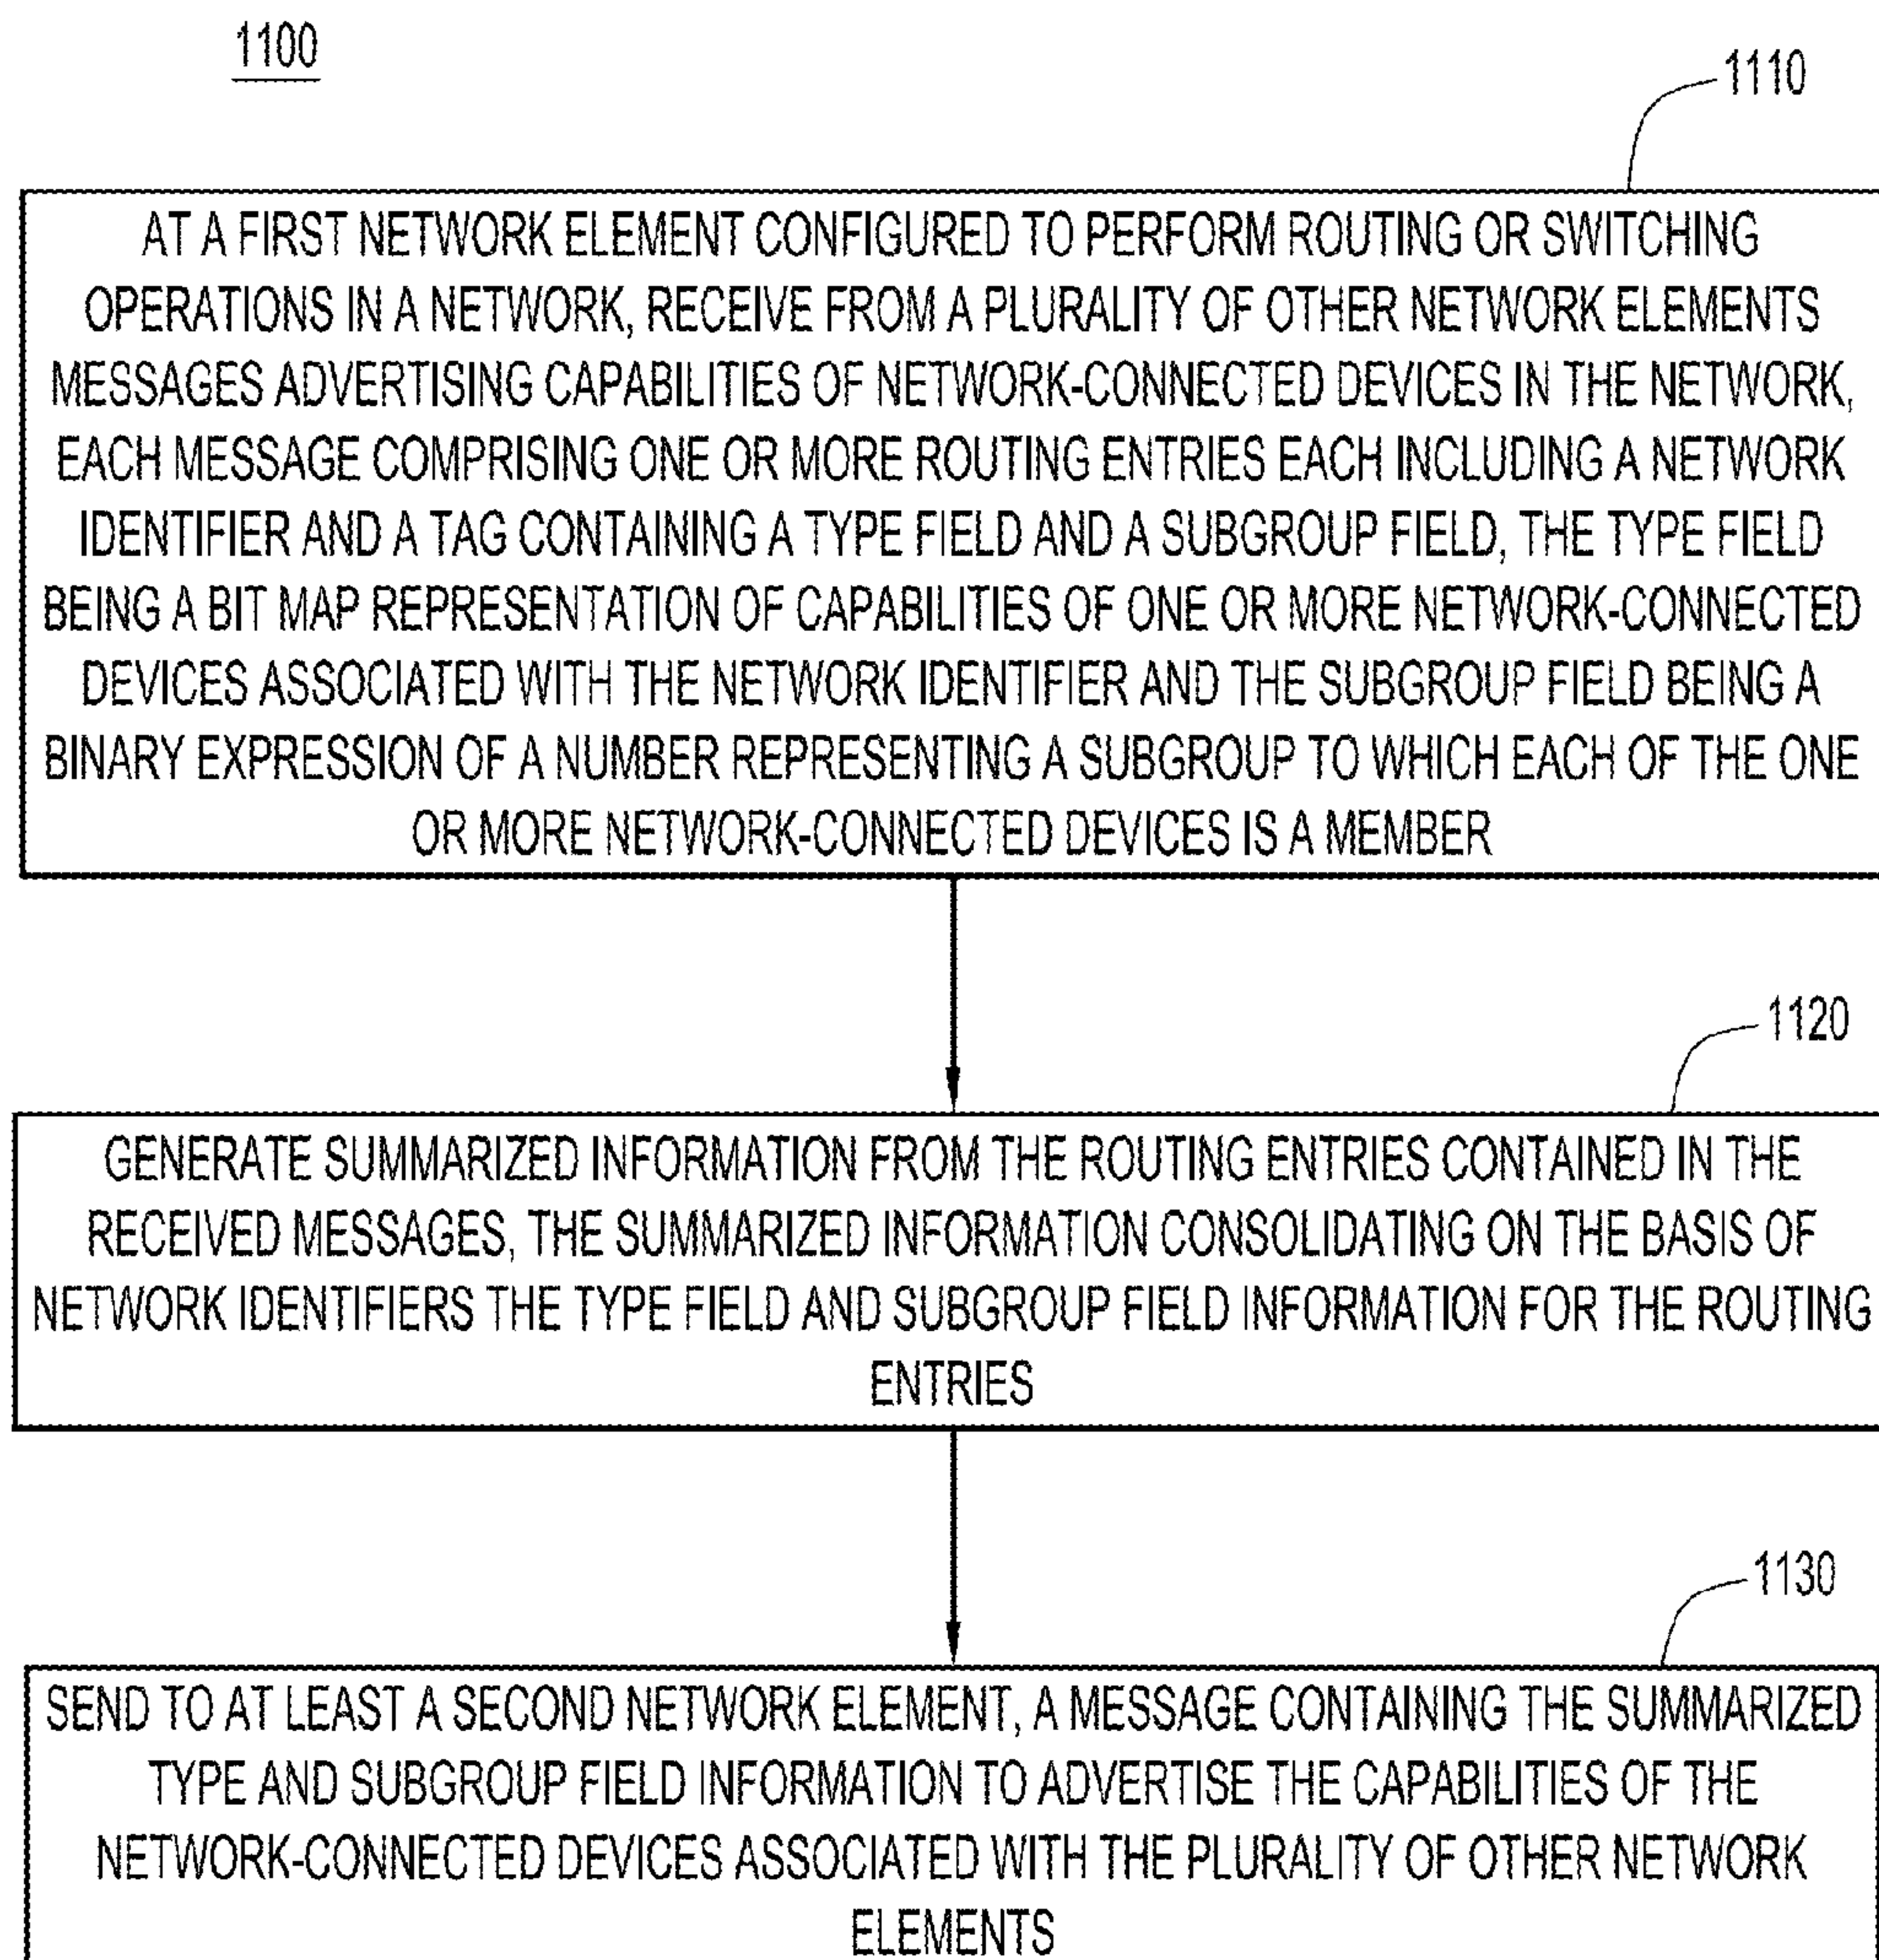 1100
1110
AT A FIRST NETWORK ELEMENT CONFIGURED TO PERFORM ROUTING OR SWITCHING
OPERATIONS IN A NETWORK, RECEIVE FROM A PLURALITY OF OTHER NETWORK ELEMENTS
MESSAGES ADVERTISING CAPABILITIES OF NETWORK-CONNECTED DEVICES IN THE NETWORK,
EACH MESSAGE COMPRISING ONE OR MORE ROUTING ENTRIES EACH INCLUDING A NETWORK
IDENTIFIER AND A TAG CONTAINING A TYPE FIELD AND A SUBGROUP FIELD, THE TYPE FIELD
BEING A BIT MAP REPRESENTATION OF CAPABILITIES OF ONE OR MORE NETWORK-CONNECTED
DEVICES ASSOCIATED WITH THE NETWORK IDENTIFIER AND THE SUBGROUP FIELD BEING A
BINARY EXPRESSION OF A NUMBER REPRESENTING A SUBGROUP TO WHICH EACH OF THE ONE
OR MORE NETWORK-CONNECTED DEVICES IS A MEMBER
1120
GENERATE SUMMARIZED INFORMATION FROM THE ROUTING ENTRIES CONTAINED IN THE
RECEIVED MESSAGES, THE SUMMARIZED INFORMATION CONSOLIDATING ON THE BASIS OF
NETWORK IDENTIFIERS THE TYPE FIELD AND SUBGROUP FIELD INFORMATION FOR THE ROUTING
ENTRIES
1130
SEND TO AT LEAST A SECOND NETWORK ELEMENT, A MESSAGE CONTAINING THE SUMMARIZED
TYPE AND SUBGROUP FIELD INFORMATION TO ADVERTISE THE CAPABILITIES OF THE
NETWORK-CONNECTED DEVICES ASSOCIATED WITH THE PLURALITY OF OTHER NETWORK
ELEMENTS